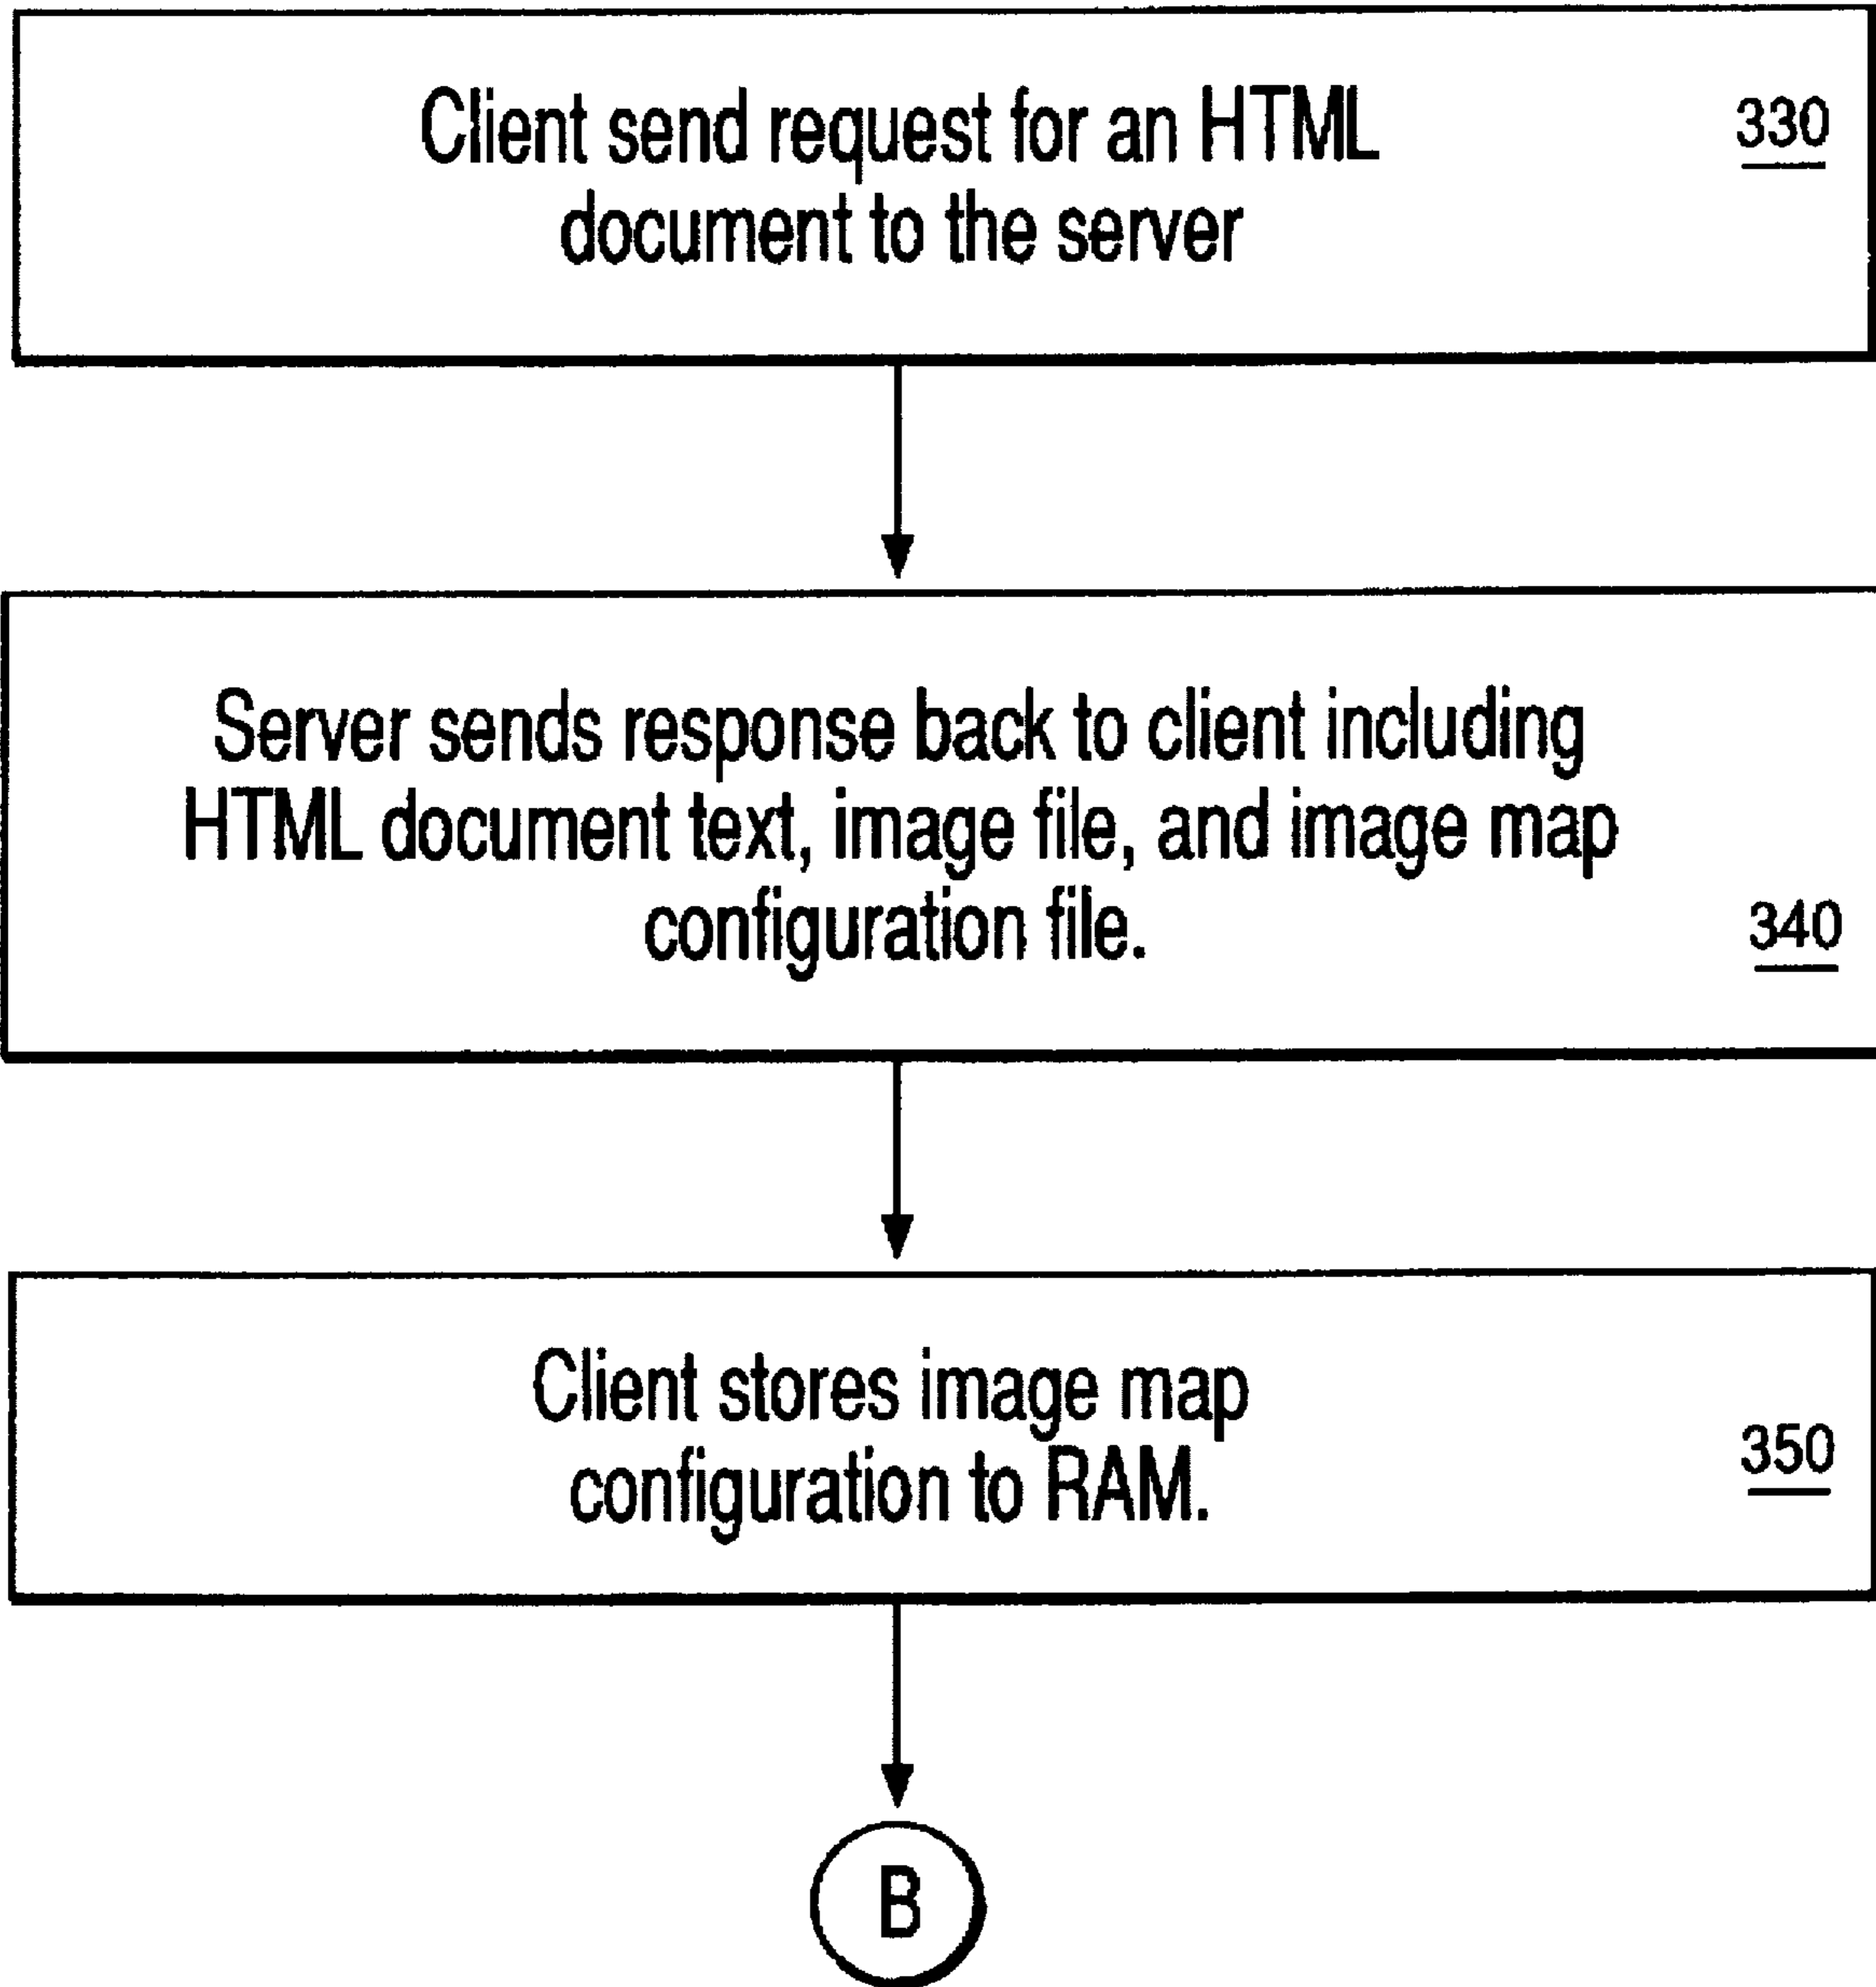 Client send request for an HTML
document to the server
330
Server sends response back to client including
HTML document text, image file, and image map
configuration file.
340
Client stores image map
configuration to RAM.
350
B